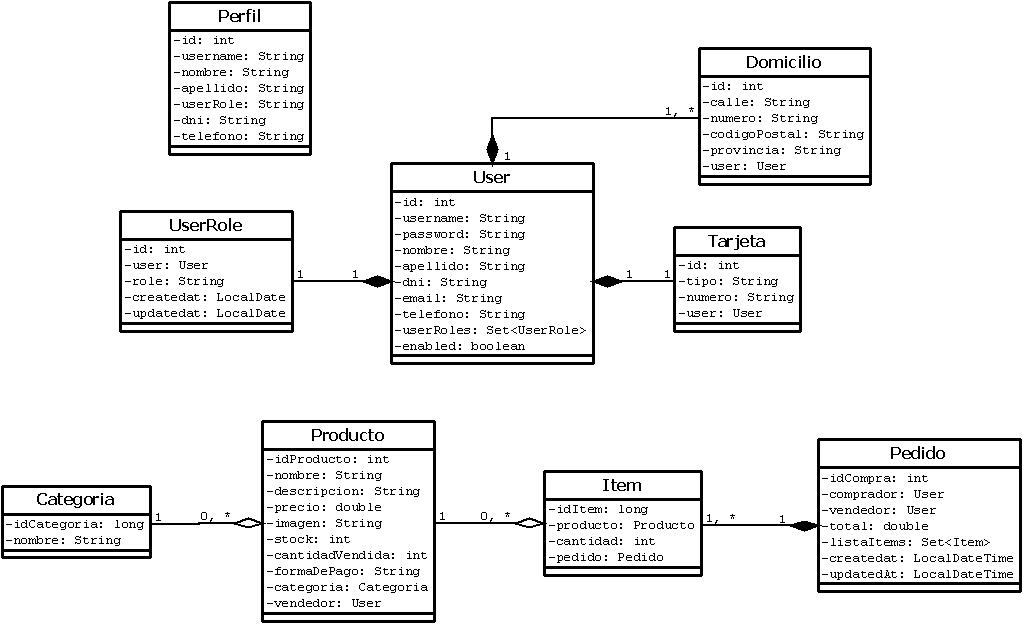 Perfil
-id: int
-username: String
-nombre: String
-apellido: String
-userRole: String
-dni: String
-telefono: String
Domicilio
-id: int
-calle: String
-numero: String
-codigoPostal: String
-provincia: String
-user: User
1, *
1
User
-id: int
-username: String
-password: String
-nombre: String
-apellido: String
-dni: String
-email: String
-telefono: String
-userRoles: Set<UserRole>
-enabled: boolean
UserRole
-id: int
-user: User
-role: String
-createdat: LocalDate
-updatedat: LocalDate
1 1
1 1
Tarjeta
-id: int
-tipo: String
-numero: String
-user: User
Categoria
-idCategoria: long
-nombre: String
1 0, *
Producto
-idProducto: int
-nombre: String
-descripcion: String
-precio: double
-imagen: String
-stock: int
-cantidadVendida: int
-formaDePago: String
-categoria: Categoria
-vendedor: User
1 0, *
Item
-idItem: long
-producto: Producto
-cantidad: int
-pedido: Pedido
1, * 1
Pedido
-idCompra: int
-comprador: User
-vendedor: User
-total: double
-listaItems: Set<Item>
-createdat: LocalDateTime
-updatedAt: LocalDateTime